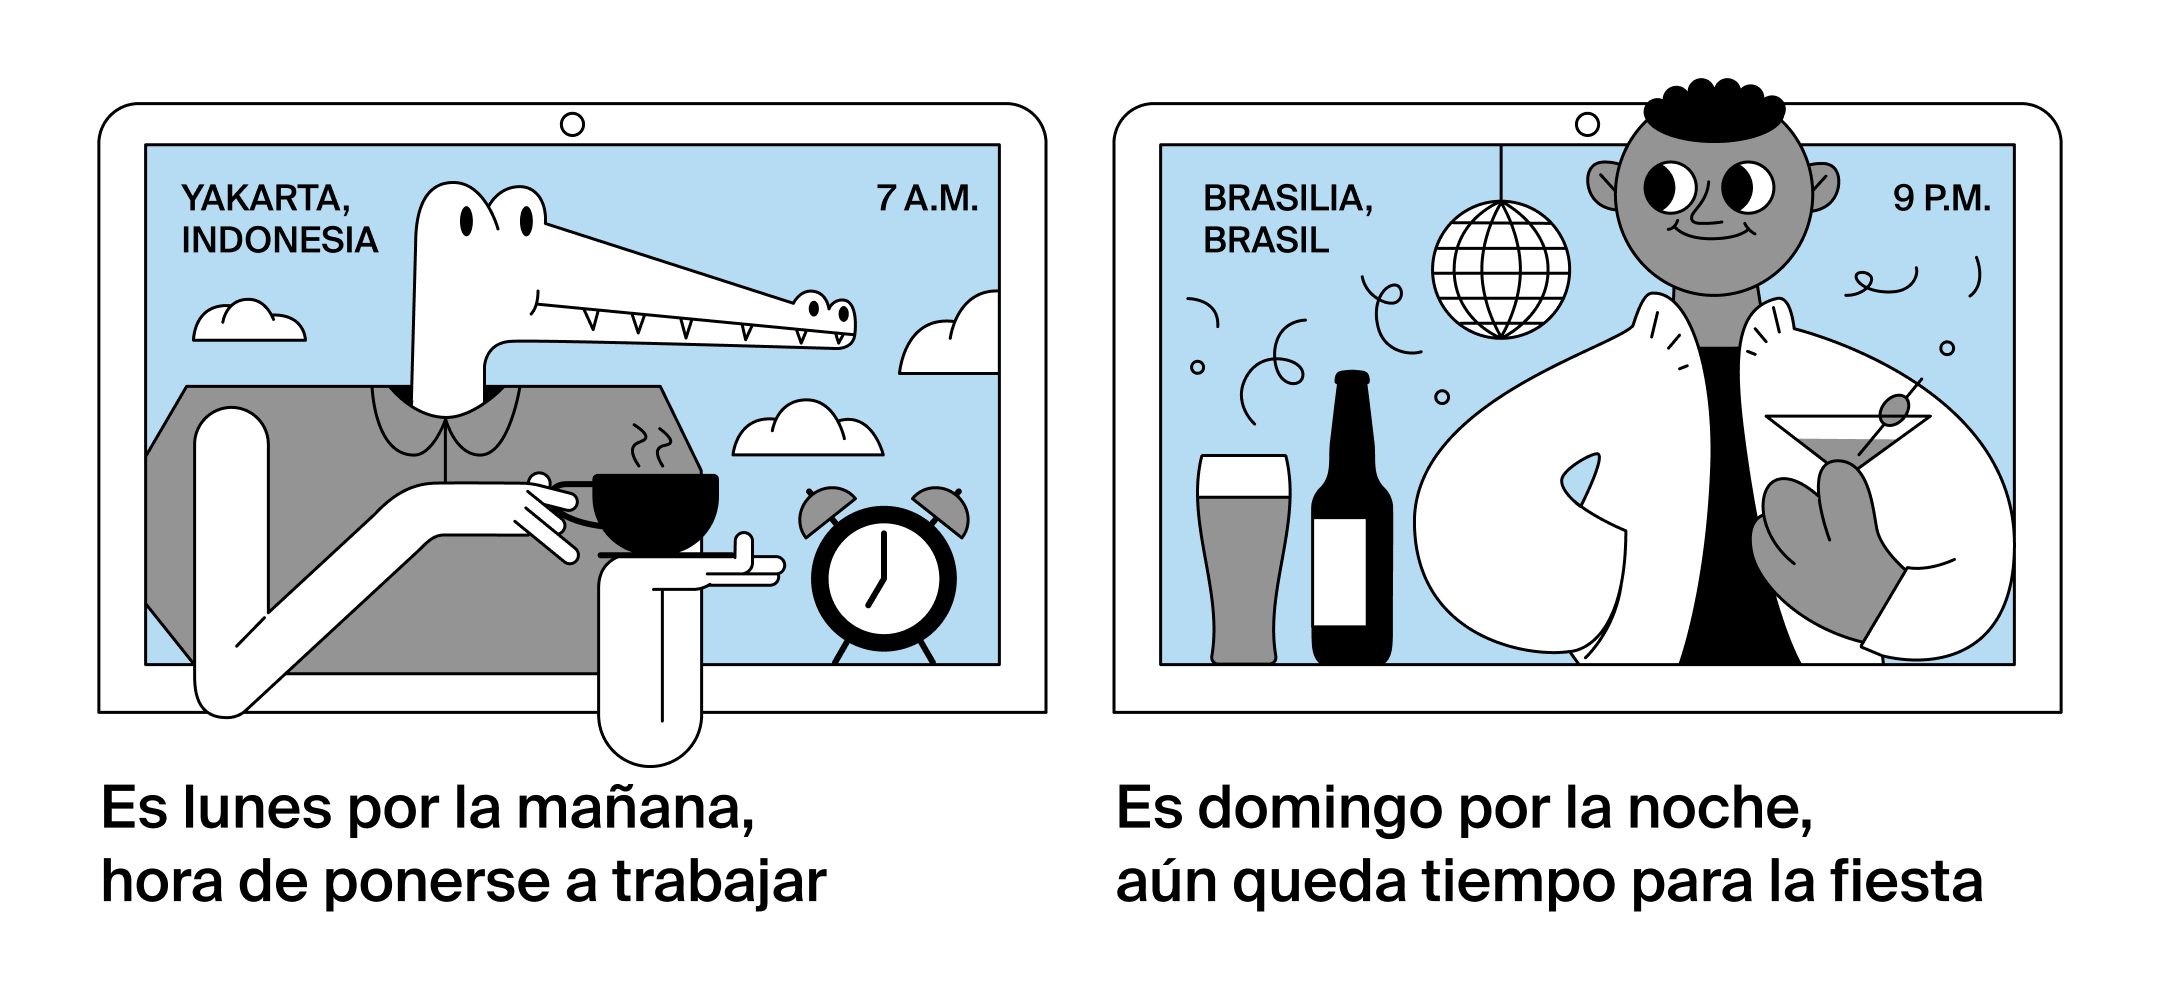 YAKARTA,
INDONESIA
7 A.M.
Es lunes por la mañana,
hora de ponerse a trabajar
BRASILIA,
BRASIL
9 P.M.
Es domingo por la noche,
aún queda tiempo para la fiesta